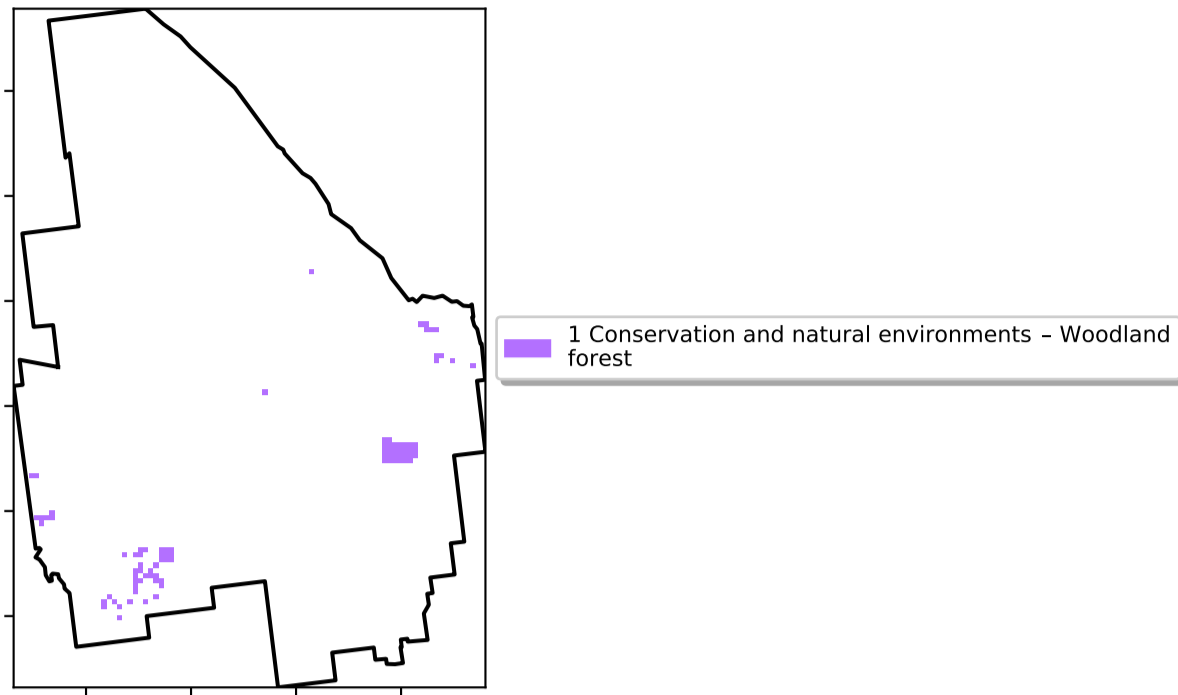 1 Conservation and natural environments – Woodland
forest